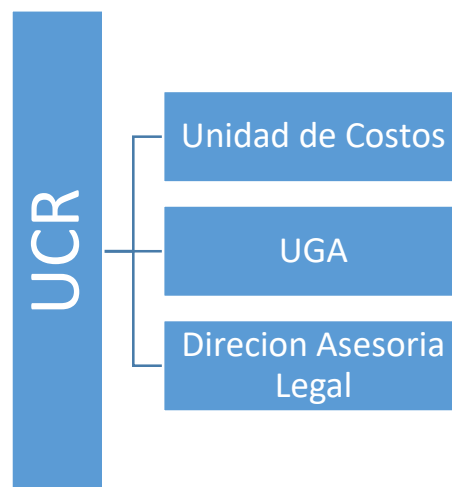 UCR
Unidad de Costos
UGA
Direcion Asesoria
Legal